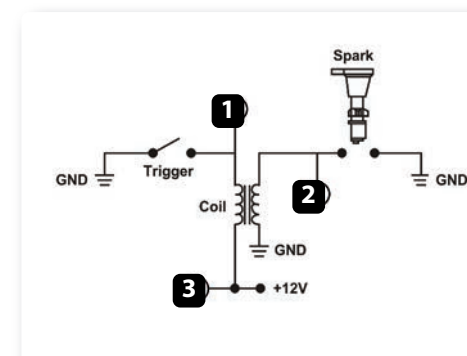 Spark
1
GND
Trigger
GND
Coil
2
GND
3
+12V